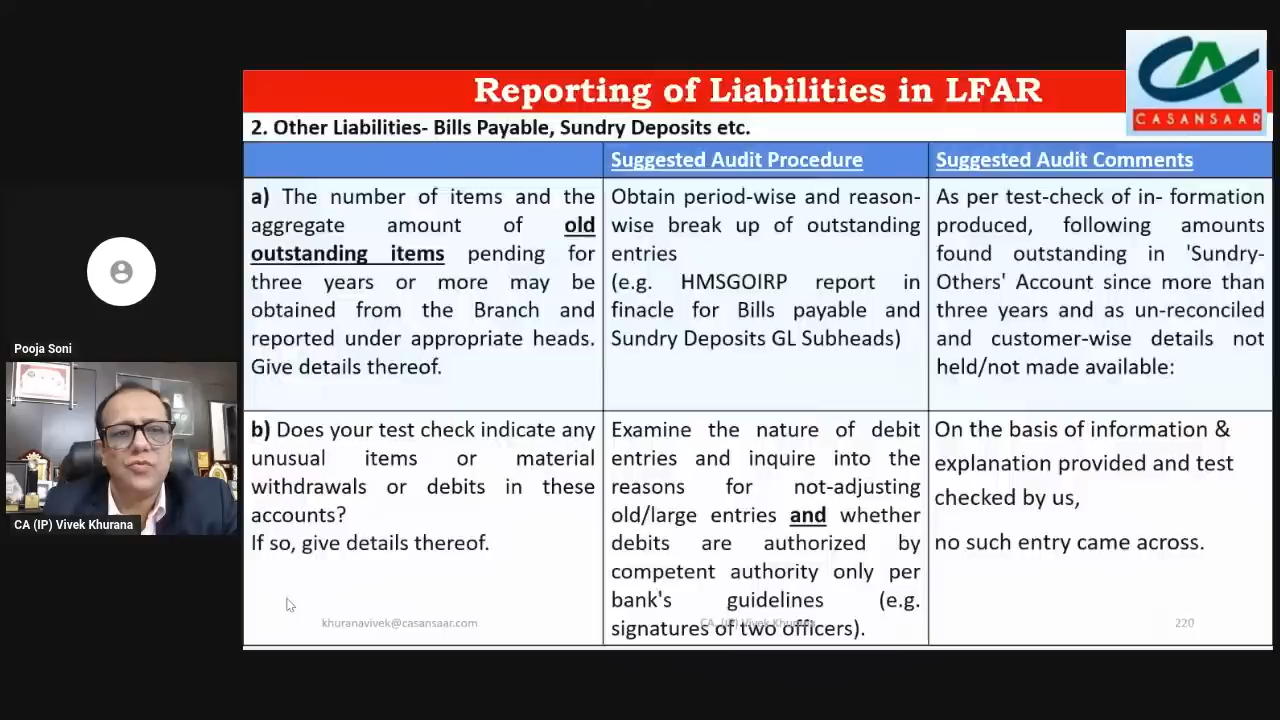 Reporting of Liabilities in LFAR
CASANSAAR
2. Other Liabilities- Bills Payable, Sundry Deposits etc.
Suggested Audit Procedure
Suggested Audit Comments
a) The number of items and the
aggregate amount of old
outstanding items pending for
three years or more may be
obtained from the Branch and
reported under appropriate heads.
Give details thereof.
Obtain period-wise and reason-
wise break up of outstanding
entries
(e.g. HMSGOIRP report in
finacle for Bills payable and
Sundry Deposits GL Subheads)
As per test-check of in- formation
produced, following amounts
found outstanding in 'Sundry-
Others' Account since more than
three years and as un-reconciled
and customer-wise details not
held/not made available:
b) Does your test check indicate any
unusual items or material
withdrawals or debits in these
accounts?
If so, give details thereof.
Examine the nature of debit
entries and inquire into the
reasons for not-adjusting
old/large entries and whether
debits are authorized by
competent authority only per
bank's guidelines (e.g.
signatures of two officers).
On the basis of information &
explanation provided and test
checked by us,
no such entry came across.
khuranavivek@casansaar.com
CA (IP) Vivek Khurana
220
Pooja Soni
CA (IP) Vivek Khurana